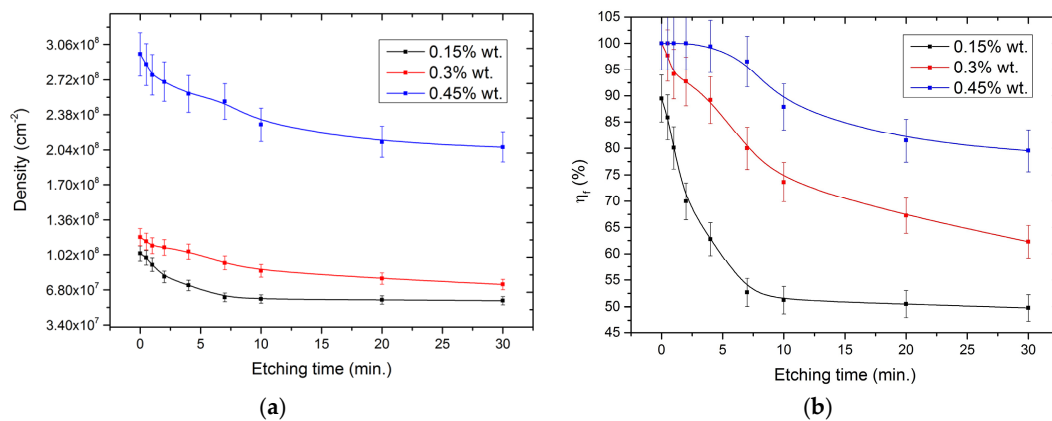 3.06x10⁸
2.72x10⁸
2.38x10⁸
2.04x10⁸
1.70x10⁸
1.36x10⁸
1.02x10⁸
6.80x10⁷
3.40x10⁷
Density (cm⁻²)
0.15% wt.
0.3% wt.
0.45% wt.
0 5 10 15 20 25 30
Etching time (min.)
(a)
105
100
95
90
85
80
75
70
65
60
55
50
45
η_f (%)
0.15% wt.
0.3% wt.
0.45% wt.
0 5 10 15 20 25 30
Etching time (min.)
(b)